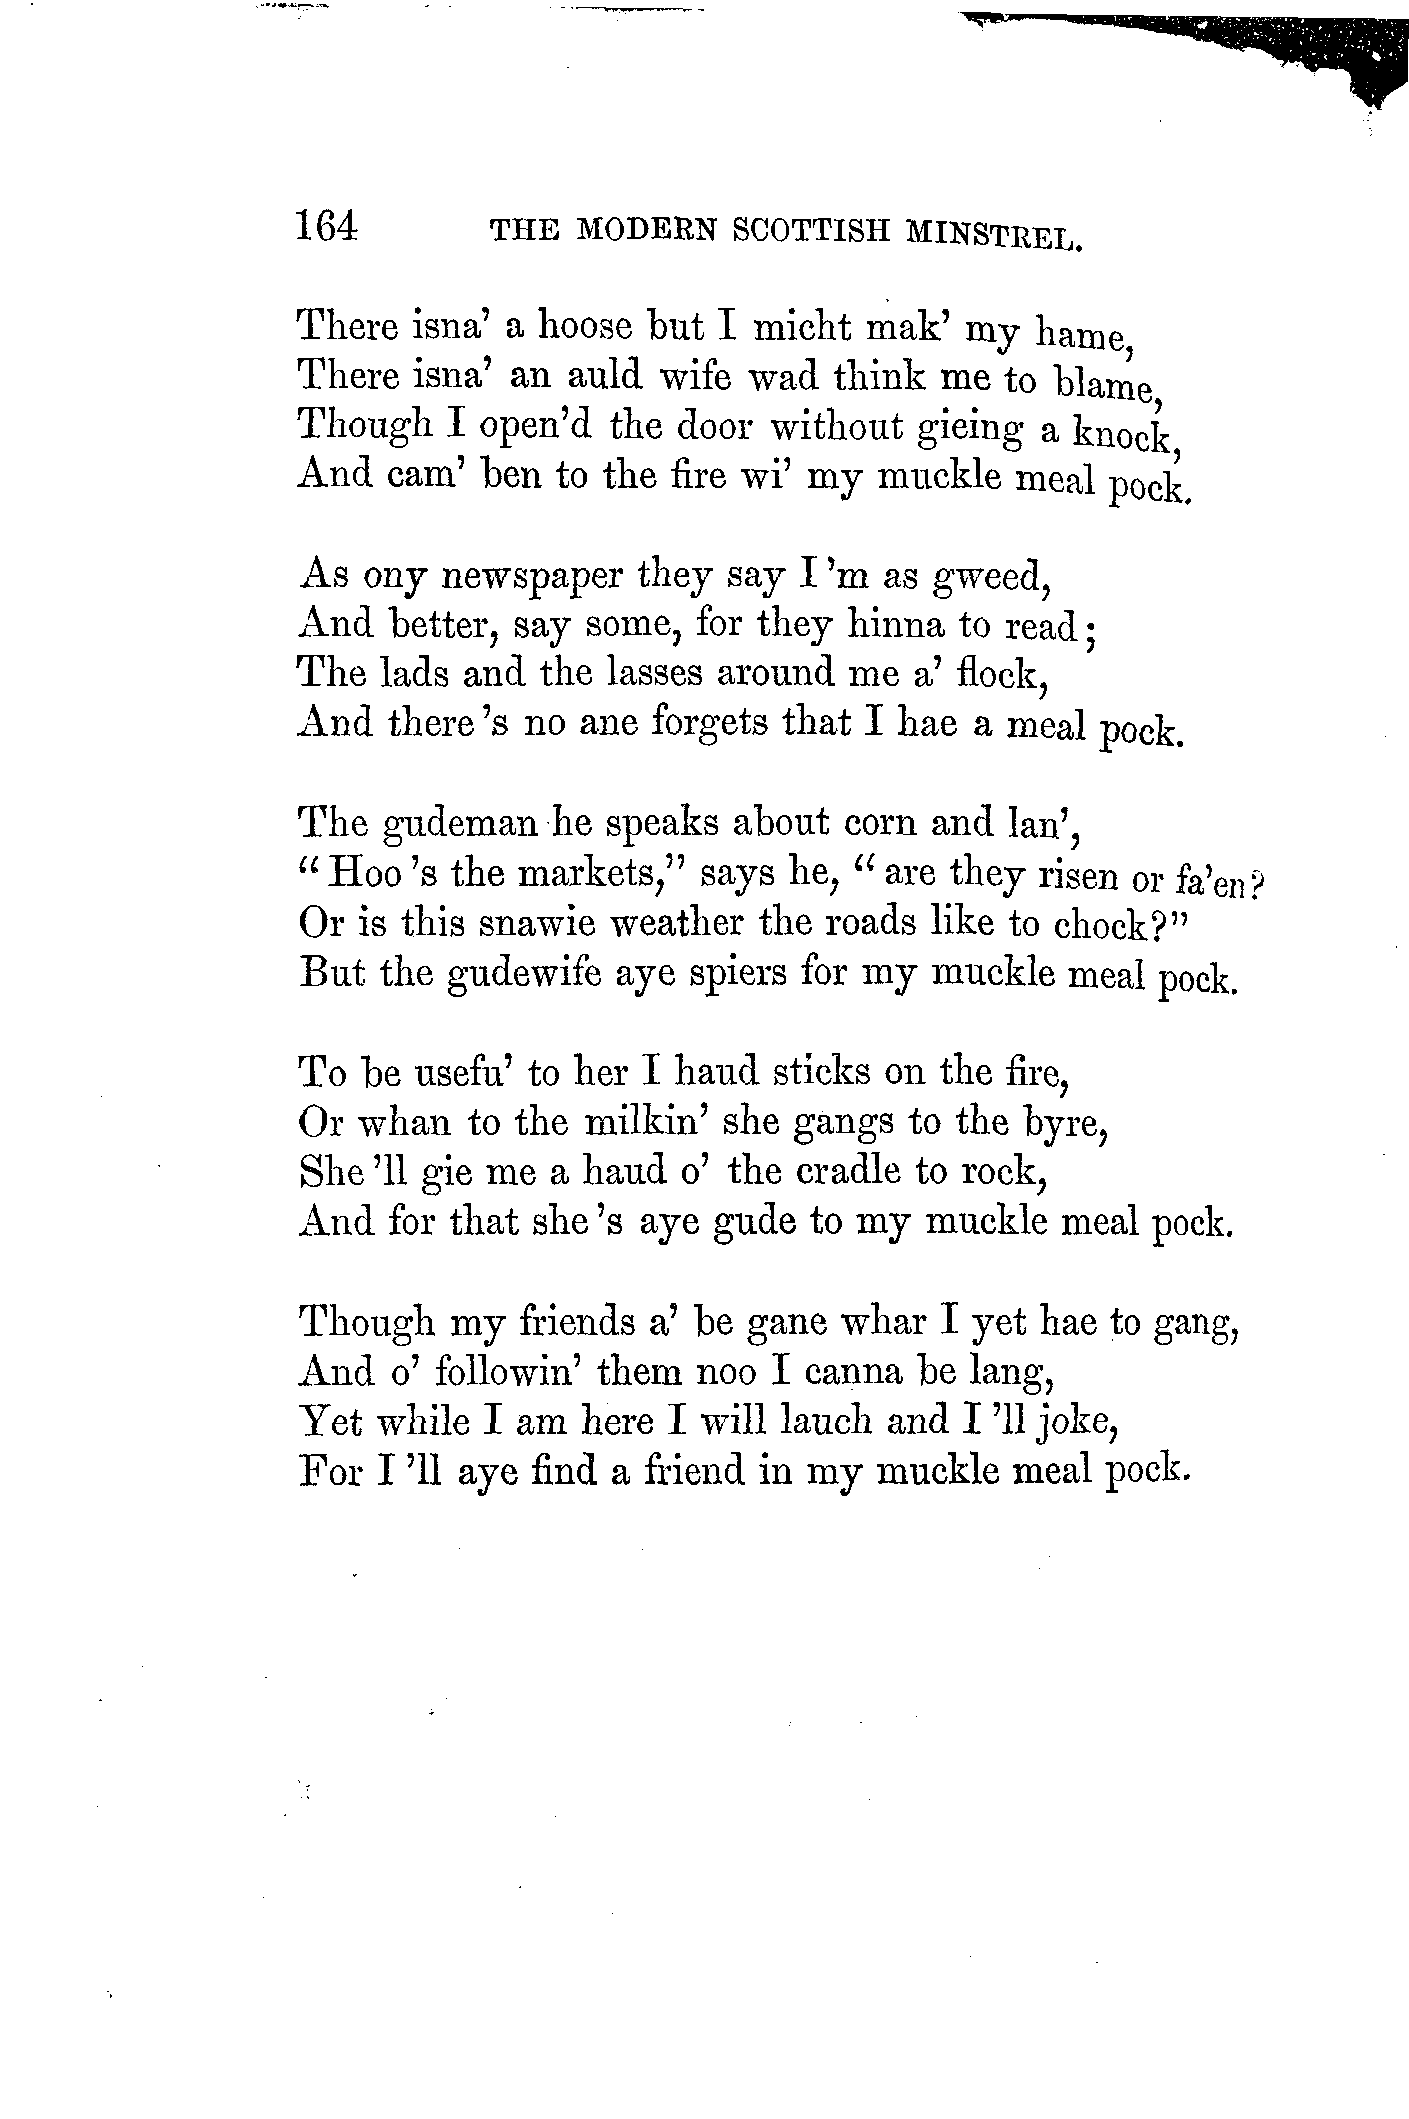 164 THE MODERN SCOTTISH MINSTREL.
There isna' a hoose but I micht mak' my hame,
There isna' an auld wife wad think me to blame,
Though I open'd the door without gieing a knock,
And cam' ben to the fire wi' my muckle meal pock.
As ony newspaper they say I 'm as gweed,
And better, say some, for they hinna to read;
The lads and the lasses around me a' flock,
And there 's no ane forgets that I hae a meal pock.
The gudeman he speaks about corn and lan',
" Hoo 's the markets," says he, " are they risen or fa'en?
Or is this snawie weather the roads like to chock?"
But the gudewife aye spiers for my muckle meal pock.
To be usefu' to her I haud sticks on the fire,
Or whan to the milkin' she gangs to the byre,
She 'll gie me a haud o' the cradle to rock,
And for that she 's aye gude to my muckle meal pock.
Though my friends a' be gane whar I yet hae to gang,
And o' followin' them noo I canna be lang,
Yet while I am here I will lauch and I 'll joke,
For I 'll aye find a friend in my muckle meal pock.